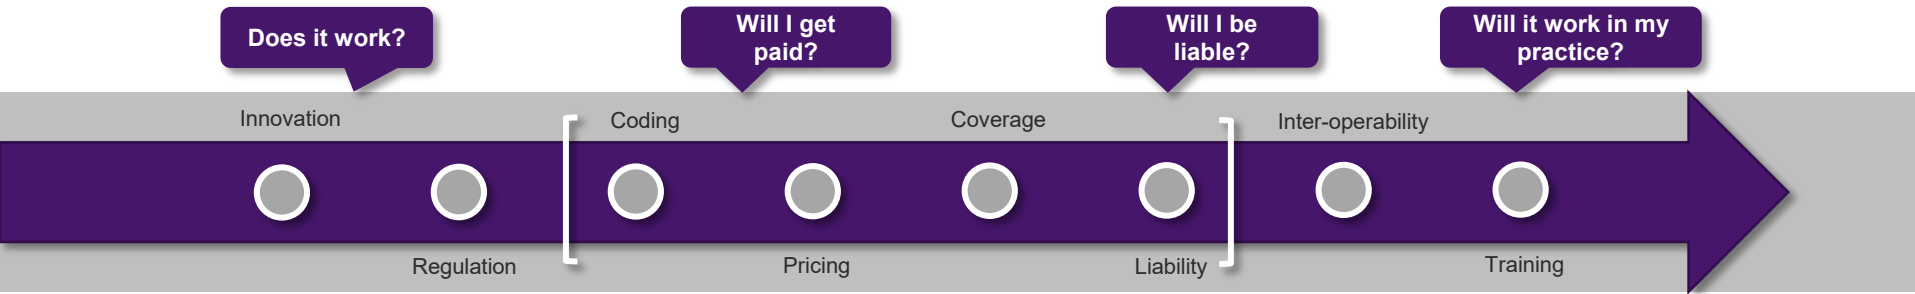 Does it work?
Will I get
paid?
Will I be
liable?
Will it work in my
practice?
Innovation
Coding
Coverage
Inter-operability
Regulation
Pricing
Liability
Training